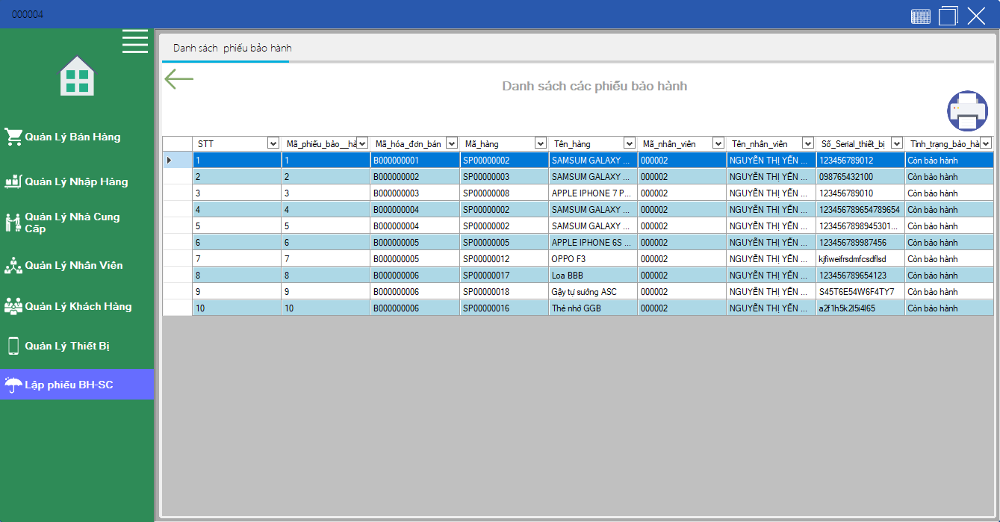 000004
Danh sách phiếu bảo hành
Danh sách các phiếu bảo hành
Quản Lý Bán Hàng
Quản Lý Nhập Hàng
Quản Lý Nhà Cung
Cấp
Quản Lý Nhân Viên
Quản Lý Khách Hàng
Quản Lý Thiết Bị
Lập phiếu BH-SC
STT Mã_phiếu_bảo__hà Mã_hóa_đơn_bán Mã_hàng Tên_hàng Mã_nhân_viên Tên_nhân_viên Số_Serial_thiết_bị Tình_trạng_bảo_hà
1 1 B000000001 SP00000002 SAMSUM GALAXY ... 000002 NGUYỄN THỊ YẾN ... 123456789012 Còn bảo hành
2 2 B000000002 SP00000003 SAMSUM GALAXY ... 000002 NGUYỄN THỊ YẾN ... 098765432100 Còn bảo hành
3 3 B000000003 SP00000008 APPLE IPHONE 7 P... 000002 NGUYỄN THỊ YẾN ... 123456789010 Còn bảo hành
4 4 B000000004 SP00000002 SAMSUM GALAXY ... 000002 NGUYỄN THỊ YẾN ... 12345678965478​9654 Còn bảo hành
5 5 B000000004 SP00000002 SAMSUM GALAXY ... 000002 NGUYỄN THỊ YẾN ... 1234567898945301... Còn bảo hành
6 6 B000000005 SP00000005 APPLE IPHONE 6S ... 000002 NGUYỄN THỊ YẾN ... 123456789987456 Còn bảo hành
7 7 B000000005 SP00000012 OPPO F3 000002 NGUYỄN THỊ YẾN ... kjfiweifrsdmfcsdflsd Còn bảo hành
8 8 B000000006 SP00000017 Loa BBB 000002 NGUYỄN THỊ YẾN ... 123456789654123 Còn bảo hành
9 9 B000000006 SP00000018 Gậy tự sướng ASC 000002 NGUYỄN THỊ YẾN ... S45T6E54W6F4TY7 Còn bảo hành
10 10 B000000006 SP00000016 Thẻ nhớ GGB 000002 NGUYỄN THỊ YẾN ... a2f1h5k2l5i4l65 Còn bảo hành